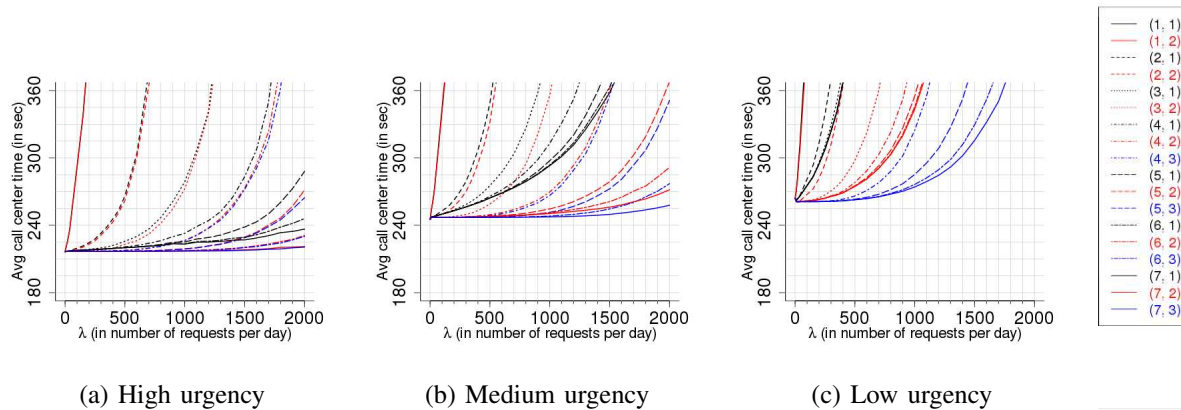 Avg call center time (in sec)
360
300
240
180
0 500 1000 1500 2000
λ (in number of requests per day)
(a) High urgency
Avg call center time (in sec)
360
300
240
180
0 500 1000 1500 2000
λ (in number of requests per day)
(b) Medium urgency
Avg call center time (in sec)
360
300
240
180
0 500 1000 1500 2000
λ (in number of requests per day)
(c) Low urgency
(1, 1)
(1, 2)
(2, 1)
(2, 2)
(3, 1)
(3, 2)
(4, 1)
(4, 2)
(4, 3)
(5, 1)
(5, 2)
(5, 3)
(6, 1)
(6, 2)
(6, 3)
(7, 1)
(7, 2)
(7, 3)